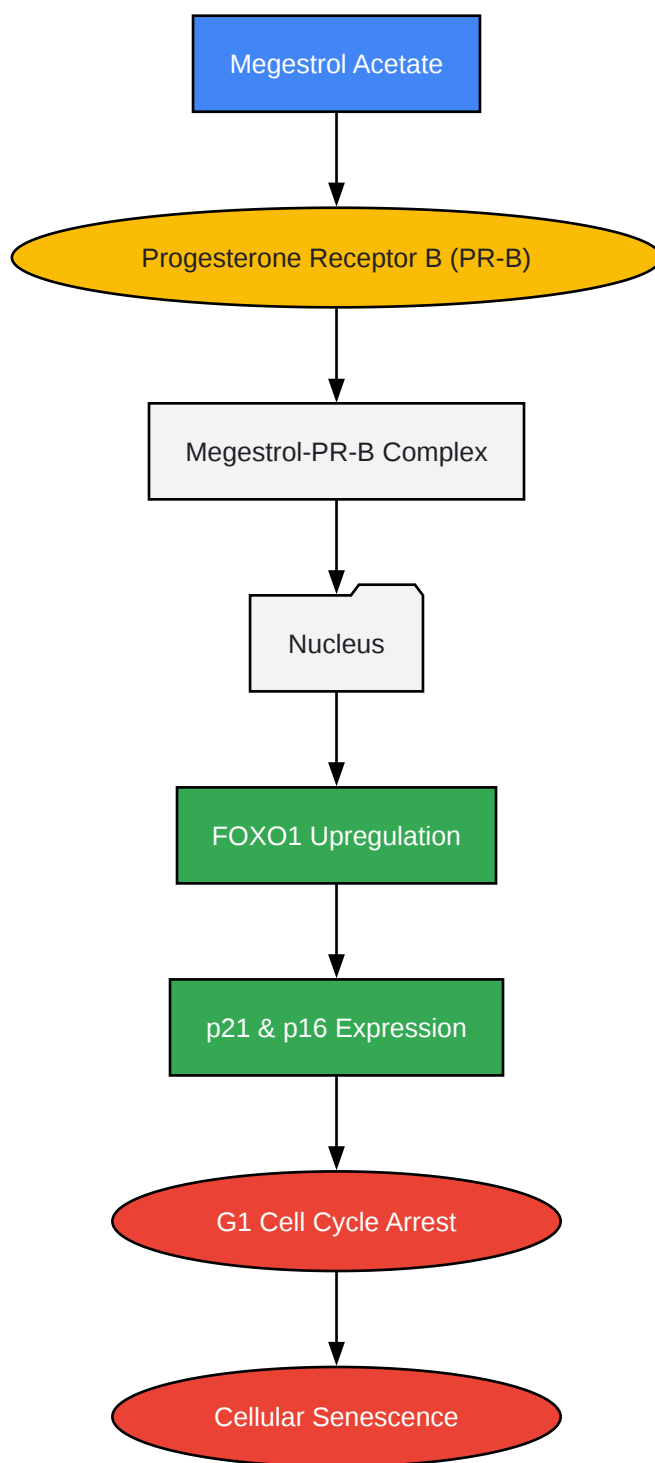 Megestrol Acetate
Progesterone Receptor B (PR-B)
Megestrol-PR-B Complex
Nucleus
FOXO1 Upregulation
p21 & p16 Expression
G1 Cell Cycle Arrest
Cellular Senescence